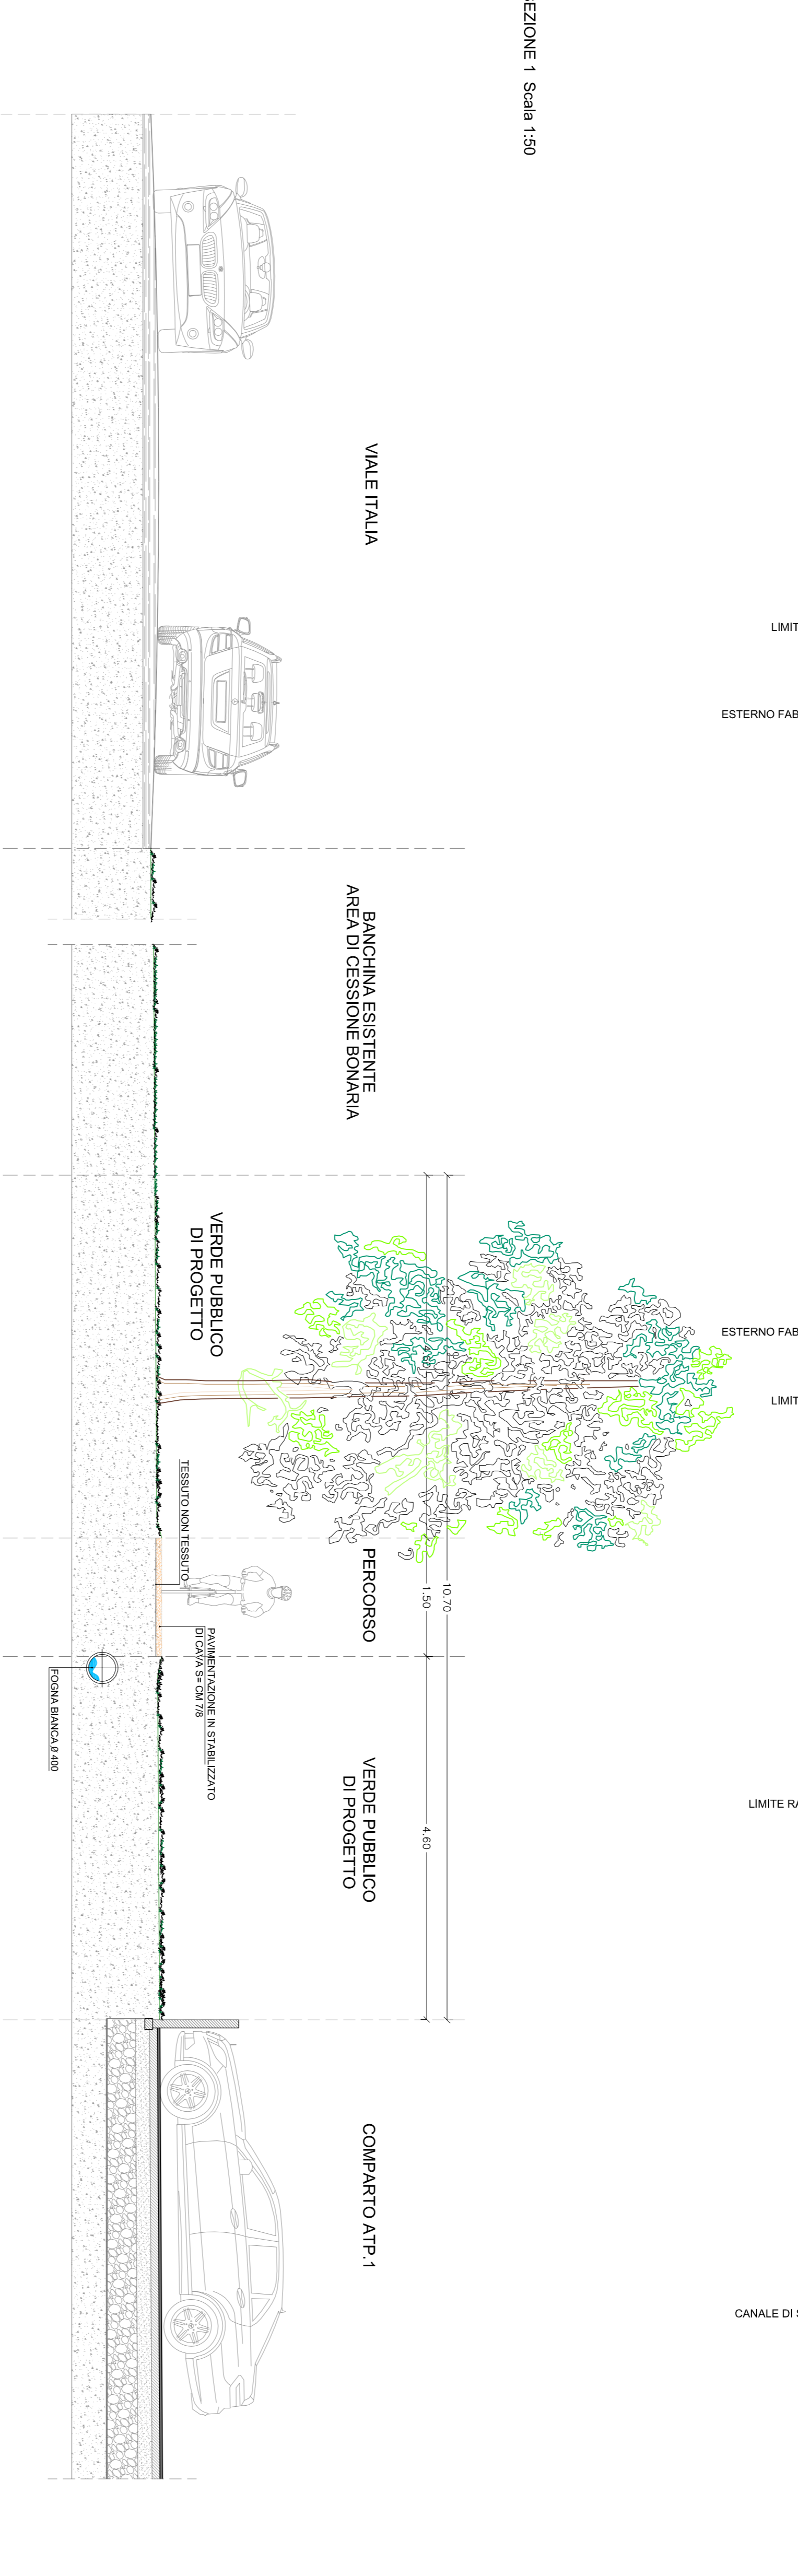 EZIONE 1 Scala 1:50
VIALE ITALIA
BANCHINA ESISTENTE
AREA DI CESSIONE BONARIA
VERDE PUBBLICO
DI PROGETTO
TESSUTO NON TESSUTO
PERCORSO
1.50
10.70
PAVIMENTAZIONE IN STABILIZZATO
DI CAVA S= CM 7/8
FOGNA BIANCA Ø 400
VERDE PUBBLICO
DI PROGETTO
4.60
COMPARTO ATP.1
LIMIT
ESTERNO FAB
ESTERNO FAB
LIMIT
LIMITE RA
CANALE DI